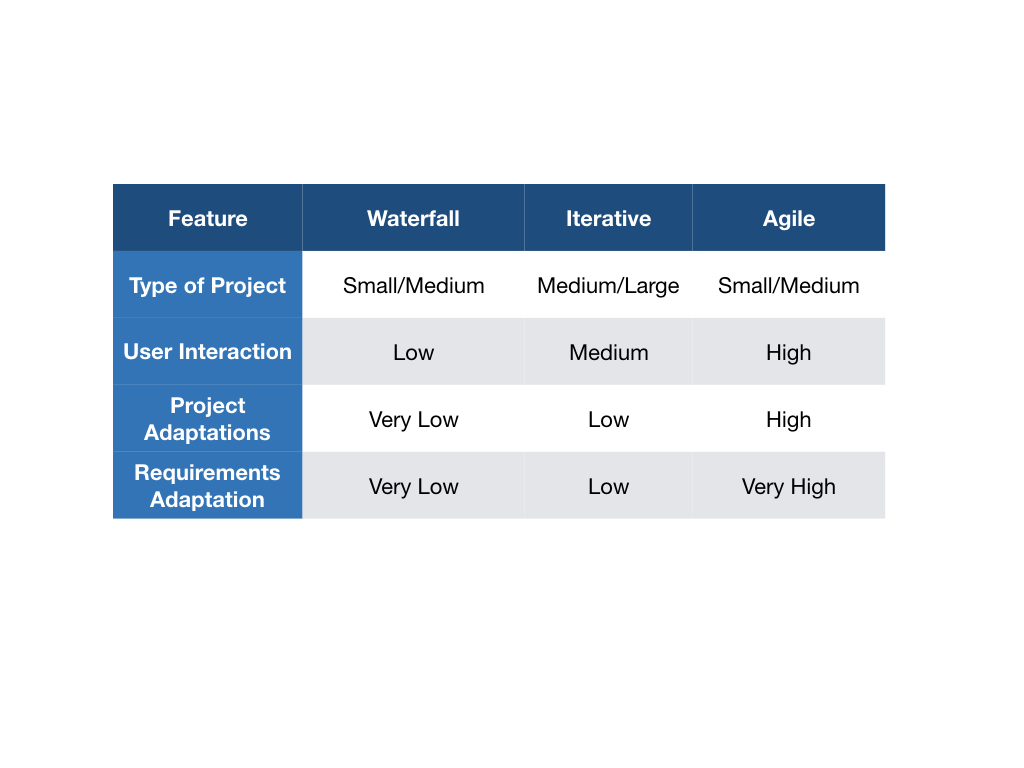 Feature Waterfall Iterative Agile
Type of Project Small/Medium Medium/Large Small/Medium
User Interaction Low Medium High
Project
Adaptations Very Low Low High
Requirements
Adaptation Very Low Low Very High